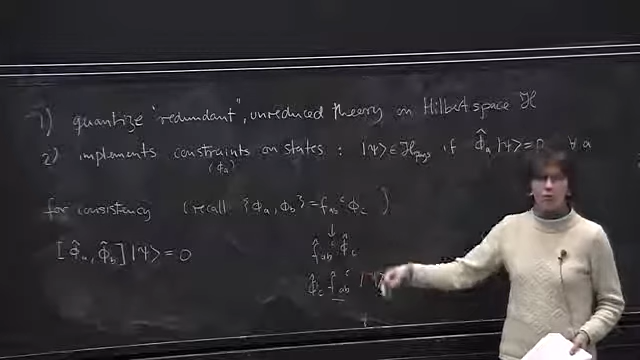 1) quantize "redundant", unreduced theory on Hilbert space ℋ
2) implements constraints on states : |ψ⟩ ∈ ℋ_phys if Φ̂_a |ψ⟩ = 0 ∀ a
(Φ_a)
for consistency (recall {Φ_a, Φ_b} = f_ab^c Φ_c )
↓
[Φ̂_a, Φ̂_b] |ψ⟩ = 0 f̂_ab^c Φ̂_c
Φ̂_c f̂_ab^c